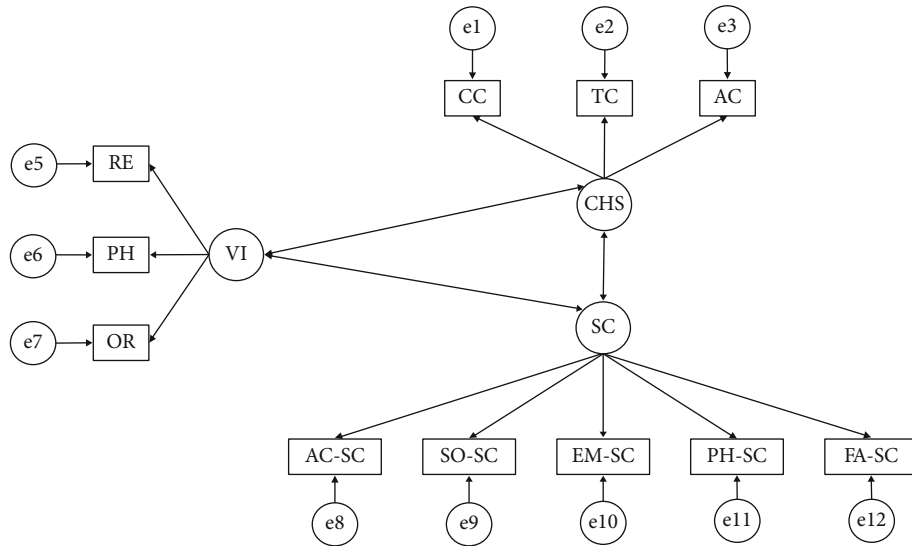 e1
e2
e3
CC
TC
AC
e5
RE
CHS
e6
PH
VI
e7
OR
SC
AC-SC
SO-SC
EM-SC
PH-SC
FA-SC
e8
e9
e10
e11
e12